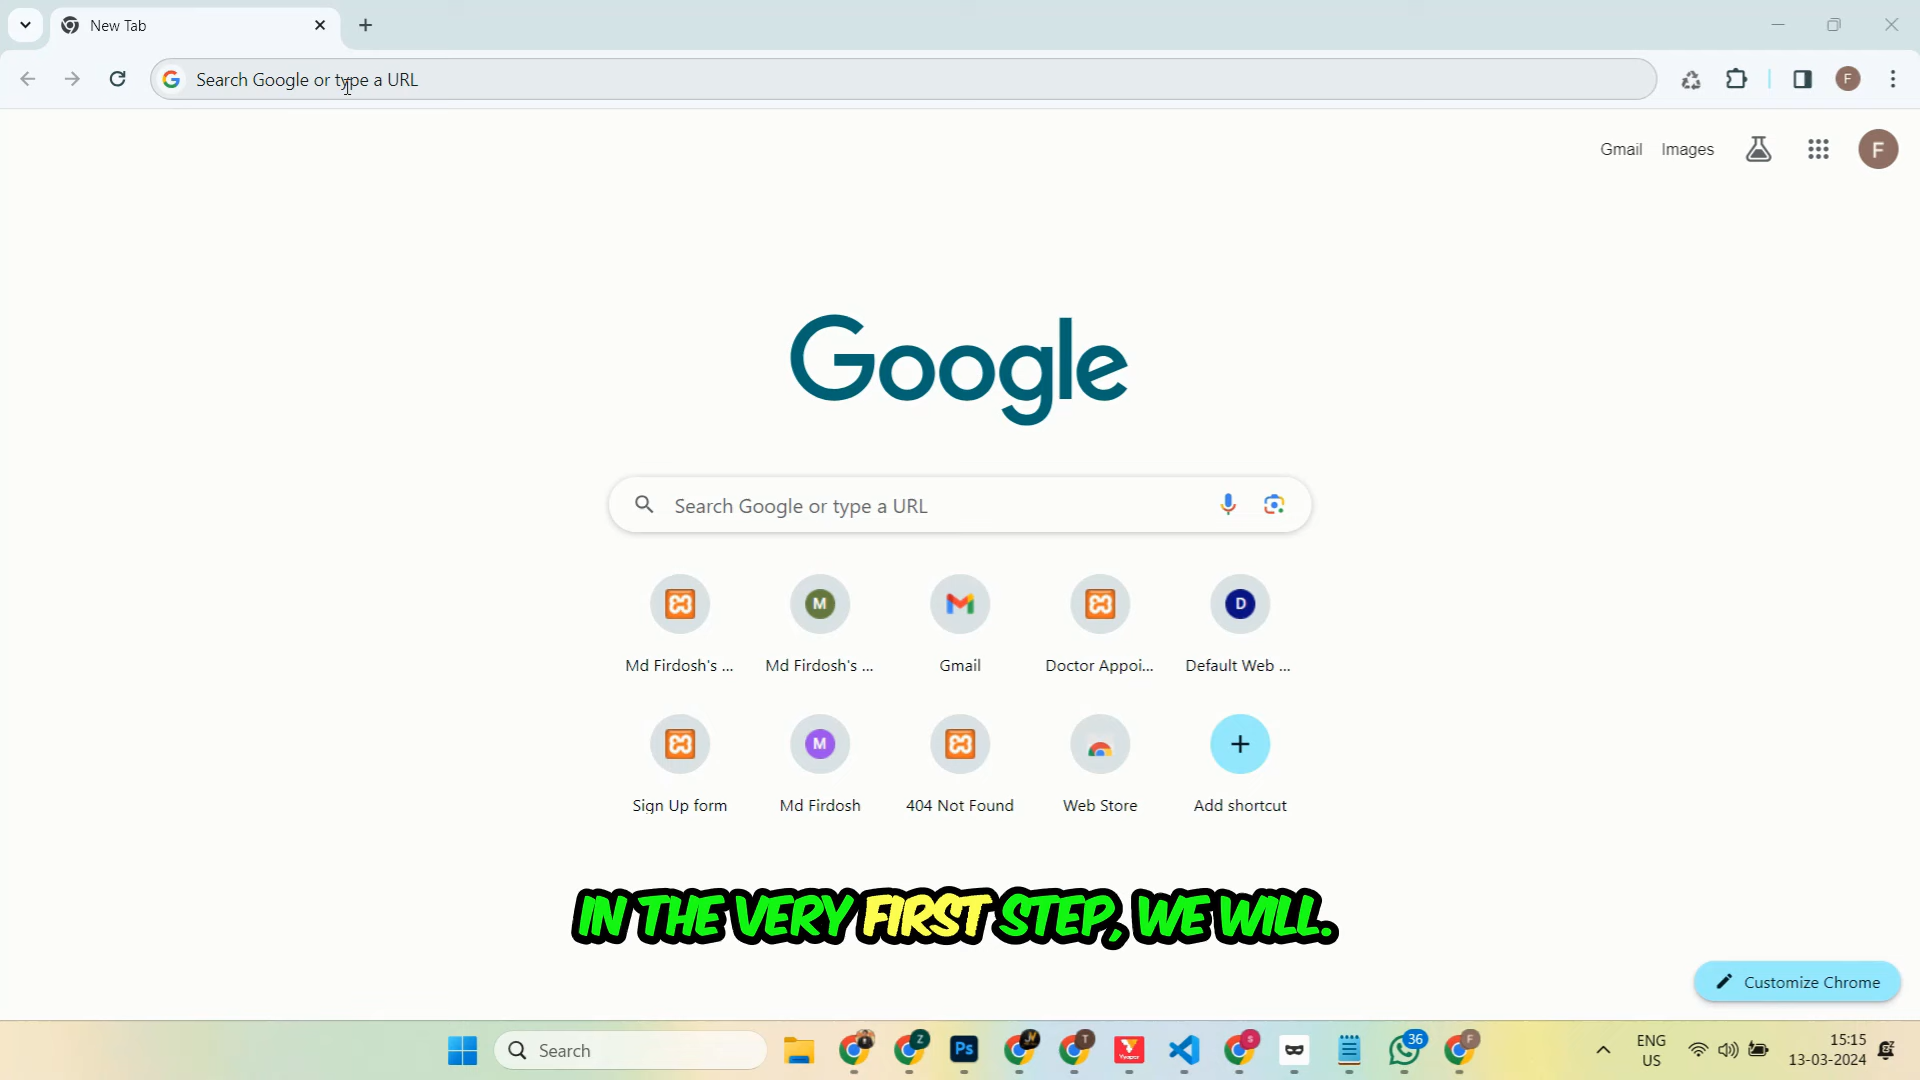 New Tab
Search Google or type a URL
F
Gmail Images F
Google
Search Google or type a URL
M D
Md Firdosh's ... Md Firdosh's ... Gmail Doctor Appoi... Default Web ...
M
Sign Up form Md Firdosh 404 Not Found Web Store Add shortcut
IN THE VERY FIRST STEP, WE WILL.
Customize Chrome
Search Z Ps T S 36 F ENG 15:15
US 13-03-2024